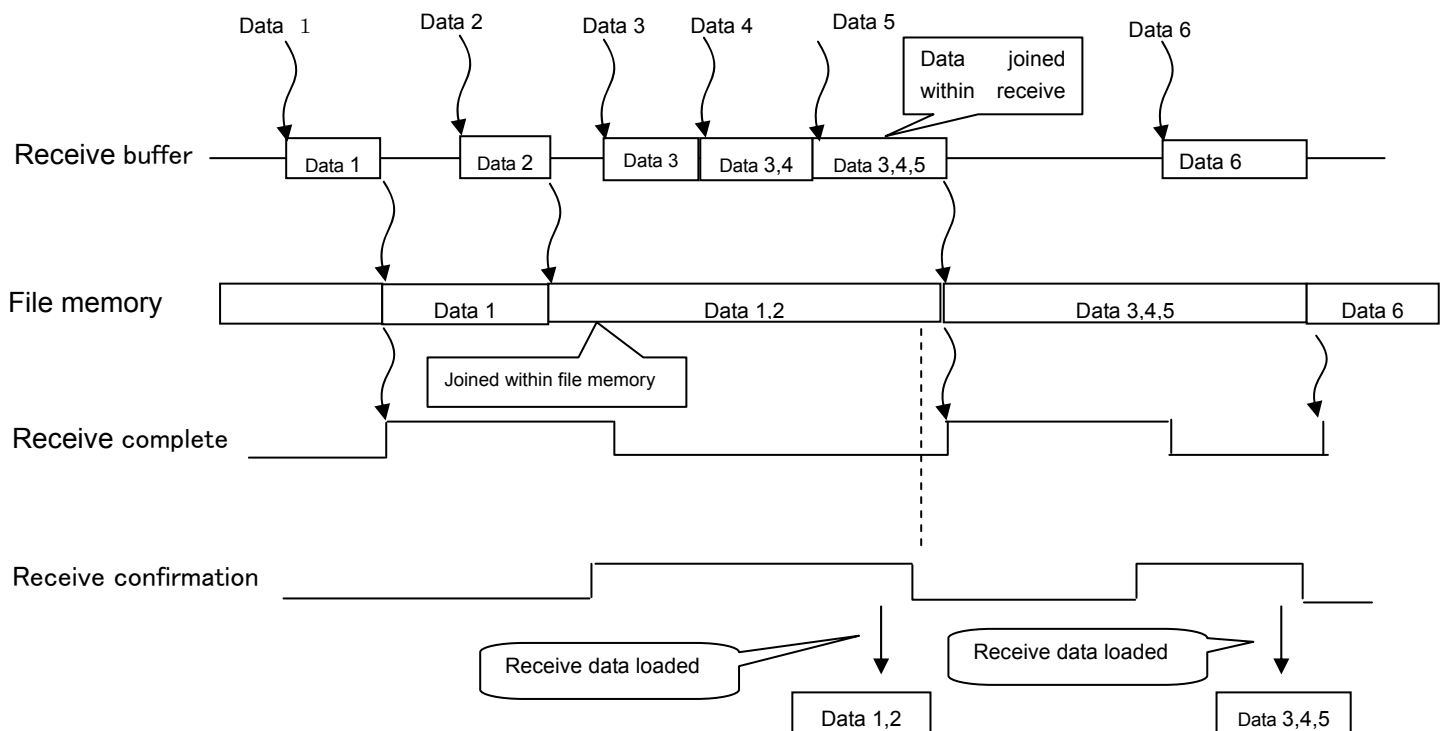 Data 1
Data 2
Data 3
Data 4
Data 5
Data 6
Data joined
within receive
Receive buffer
Data 1
Data 2
Data 3
Data 3,4
Data 3,4,5
Data 6
File memory
Data 1
Data 1,2
Data 3,4,5
Data 6
Joined within file memory
Receive complete
Receive confirmation
Receive data loaded
Receive data loaded
Data 1,2
Data 3,4,5